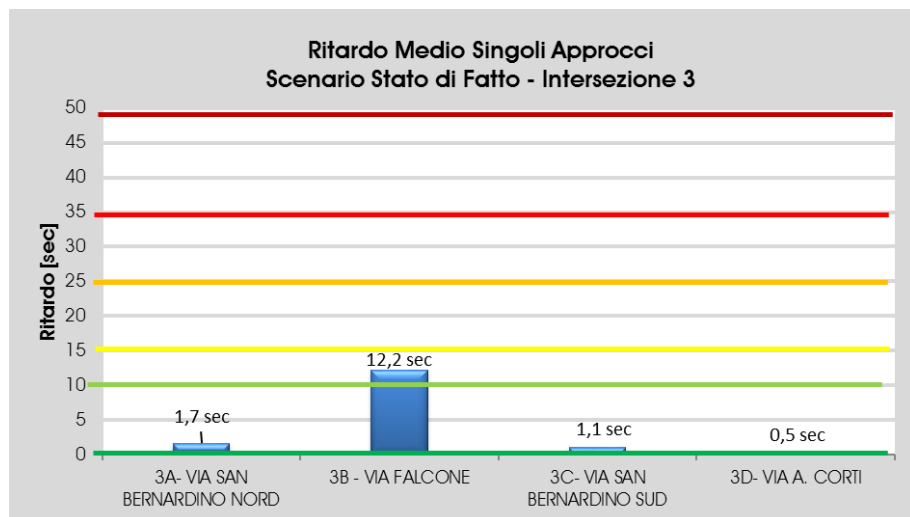 Ritardo Medio Singoli Approcci
Scenario Stato di Fatto - Intersezione 3
Ritardo [sec]
50
45
40
35
30
25
20
15
10
5
0
1,7 sec
12,2 sec
1,1 sec
0,5 sec
3A- VIA SAN
BERNARDINO NORD
3B - VIA FALCONE
3C- VIA SAN
BERNARDINO SUD
3D- VIA A. CORTI